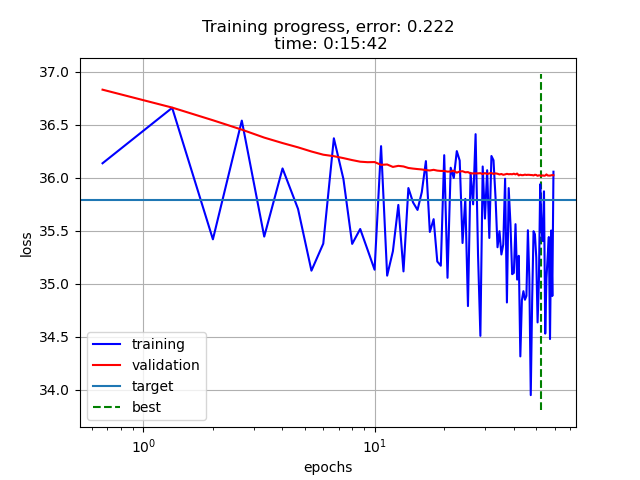 Training progress, error: 0.222
time: 0:15:42
loss
37.0
36.5
36.0
35.5
35.0
34.5
34.0
training
validation
target
best
10^0
10^1
epochs